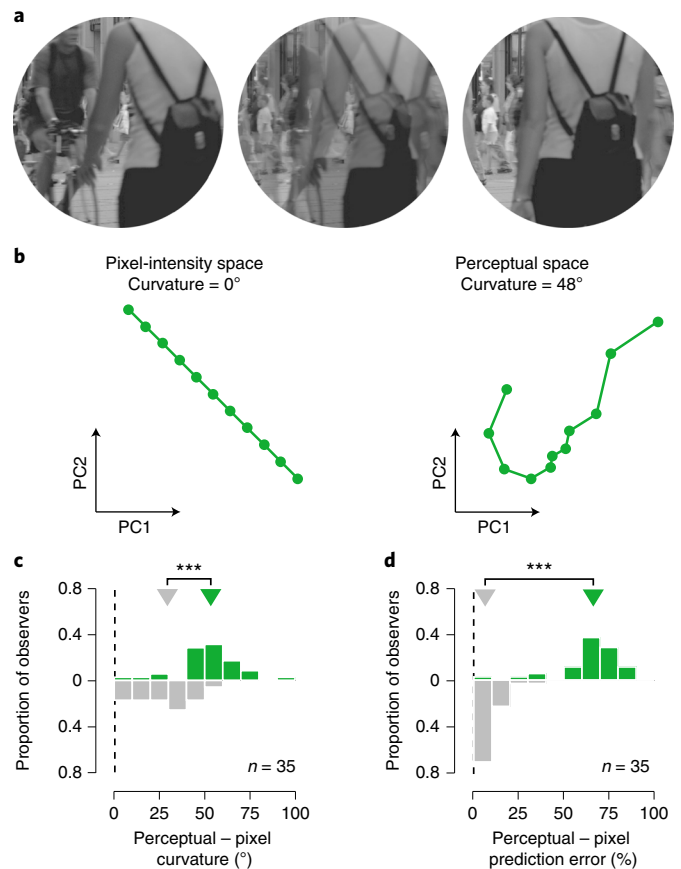 a
b
Pixel-intensity space
Curvature = 0°
Perceptual space
Curvature = 48°
PC2
PC1
PC2
PC1
c
d
***
***
0.8
0.4
0
0.4
0.8
Proportion of observers
n = 35
0 25 50 75 100
Perceptual – pixel
curvature (°)
0.8
0.4
0
0.4
0.8
Proportion of observers
n = 35
0 50 100
Perceptual – pixel
prediction error (%)